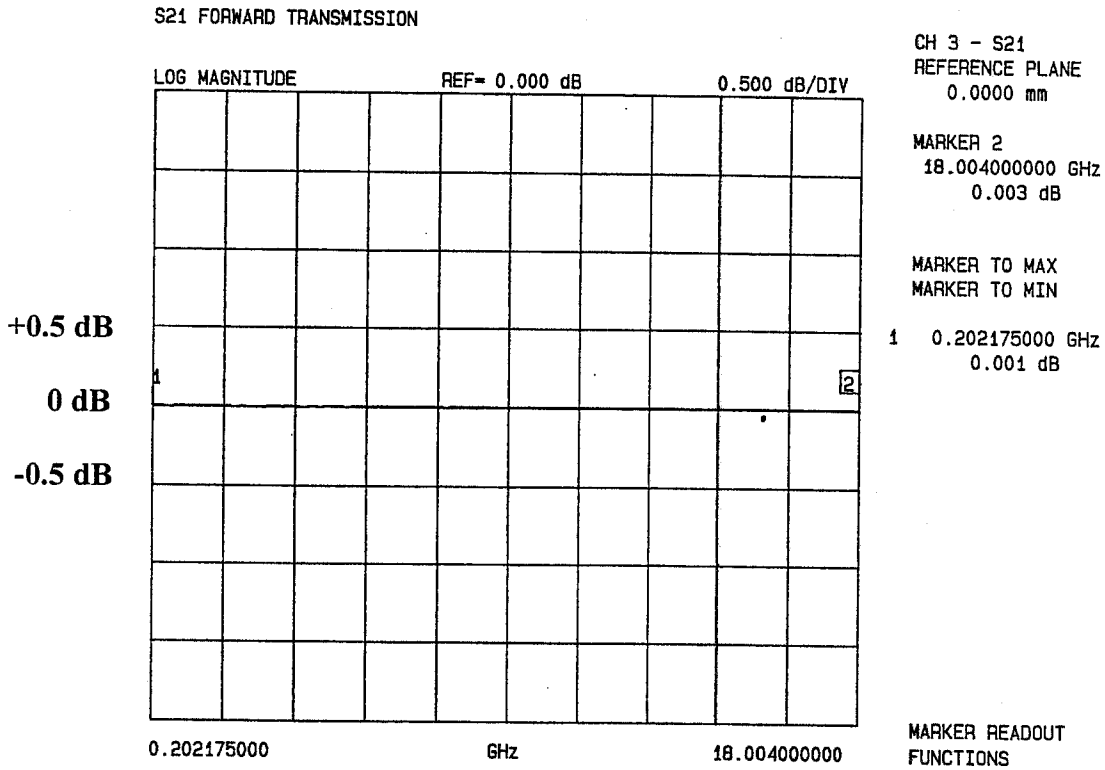 S21 FORWARD TRANSMISSION
LOG MAGNITUDE REF= 0.000 dB 0.500 dB/DIV
CH 3 - S21
REFERENCE PLANE
0.0000 mm
MARKER 2
18.004000000 GHz
0.003 dB
MARKER TO MAX
MARKER TO MIN
1 0.202175000 GHz
0.001 dB
+0.5 dB
1
2
0 dB
-0.5 dB
0.202175000 GHz 18.004000000
MARKER READOUT
FUNCTIONS